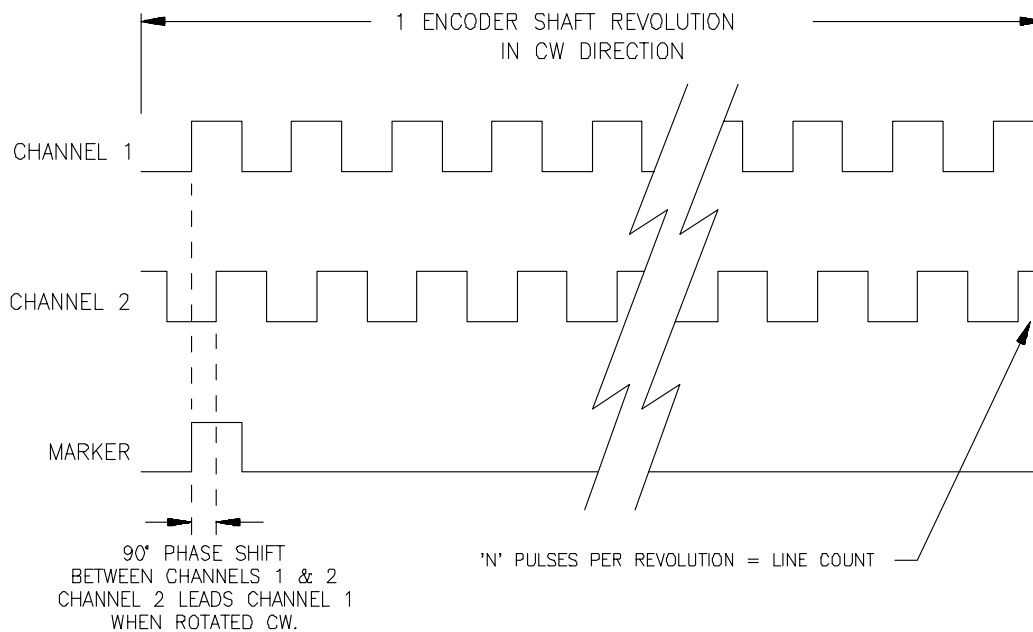 1 ENCODER SHAFT REVOLUTION
IN CW DIRECTION
CHANNEL 1
CHANNEL 2
MARKER
90° PHASE SHIFT
BETWEEN CHANNELS 1 & 2
CHANNEL 2 LEADS CHANNEL 1
WHEN ROTATED CW.
'N' PULSES PER REVOLUTION = LINE COUNT